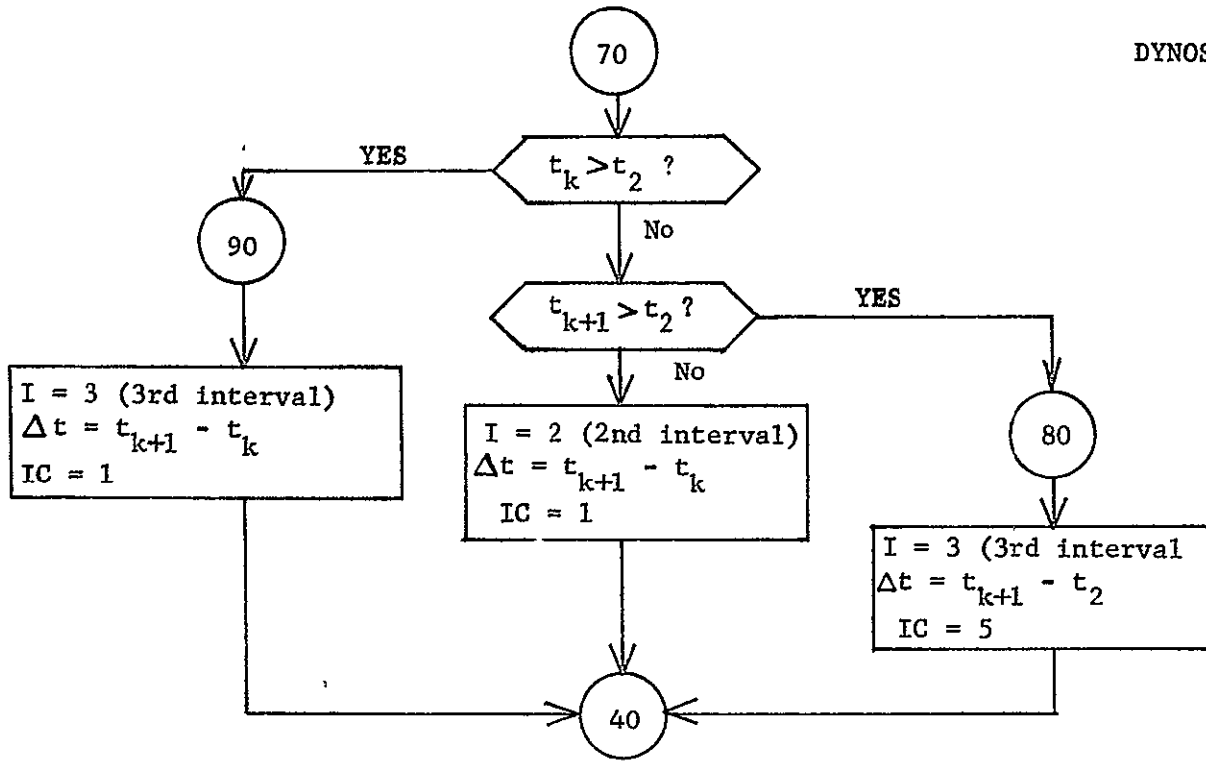 DYNOS
70
t_k > t_2 ?
YES
No
90
t_{k+1} > t_2 ?
YES
No
I = 3 (3rd interval)
Δt = t_{k+1} - t_k
IC = 1
I = 2 (2nd interval)
Δt = t_{k+1} - t_k
IC = 1
80
I = 3 (3rd interval
Δt = t_{k+1} - t_2
IC = 5
40